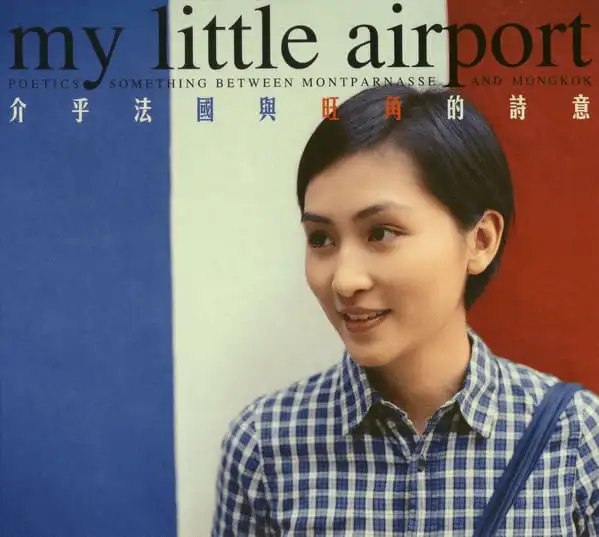 my little airport
POETICS - SOMETHING BETWEEN MONTPARNASSE AND MONGKOK
介乎法國與旺角的詩意